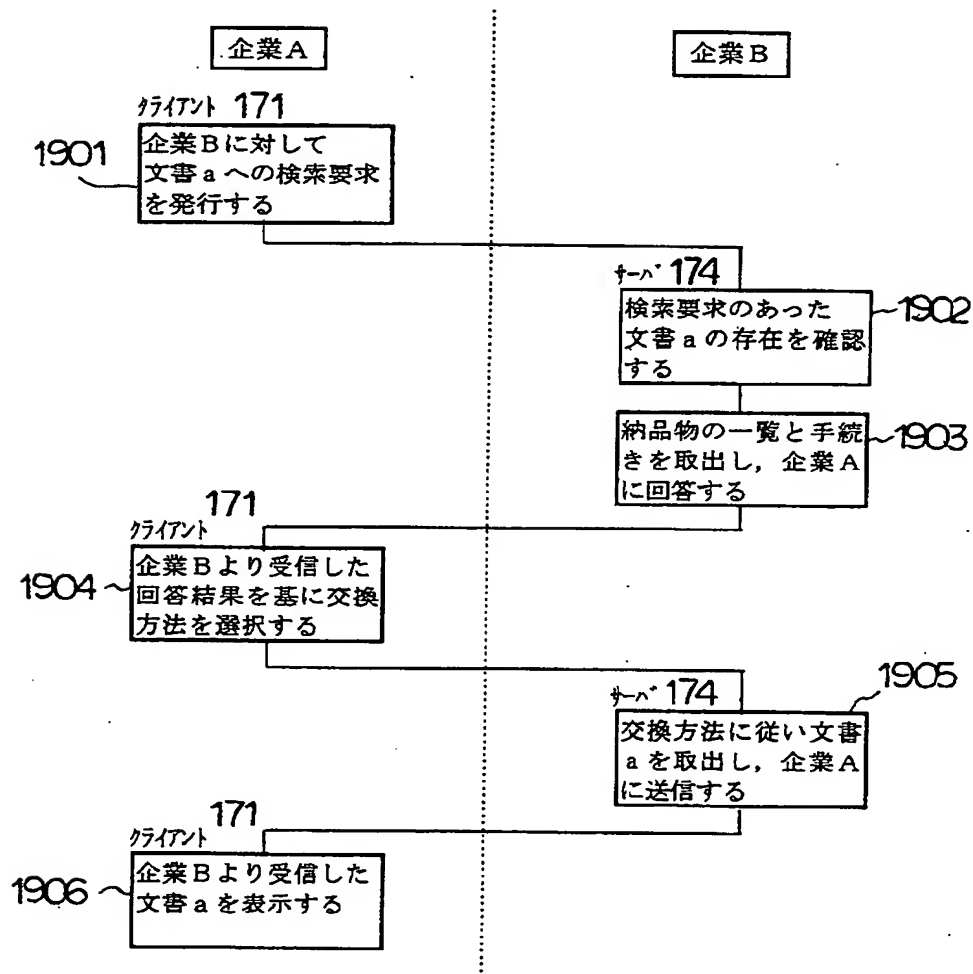 企業A
企業B
クライアント 171
1901
企業Bに対して
文書aへの検索要求
を発行する
サーバ 174
1902
検索要求のあった
文書aの存在を確認
する
1903
納品物の一覧と手続
きを取出し，企業A
に回答する
171
クライアント
1904
企業Bより受信した
回答結果を基に交換
方法を選択する
1905
サーバ 174
交換方法に従い文書
aを取出し，企業A
に送信する
171
クライアント
1906
企業Bより受信した
文書aを表示する